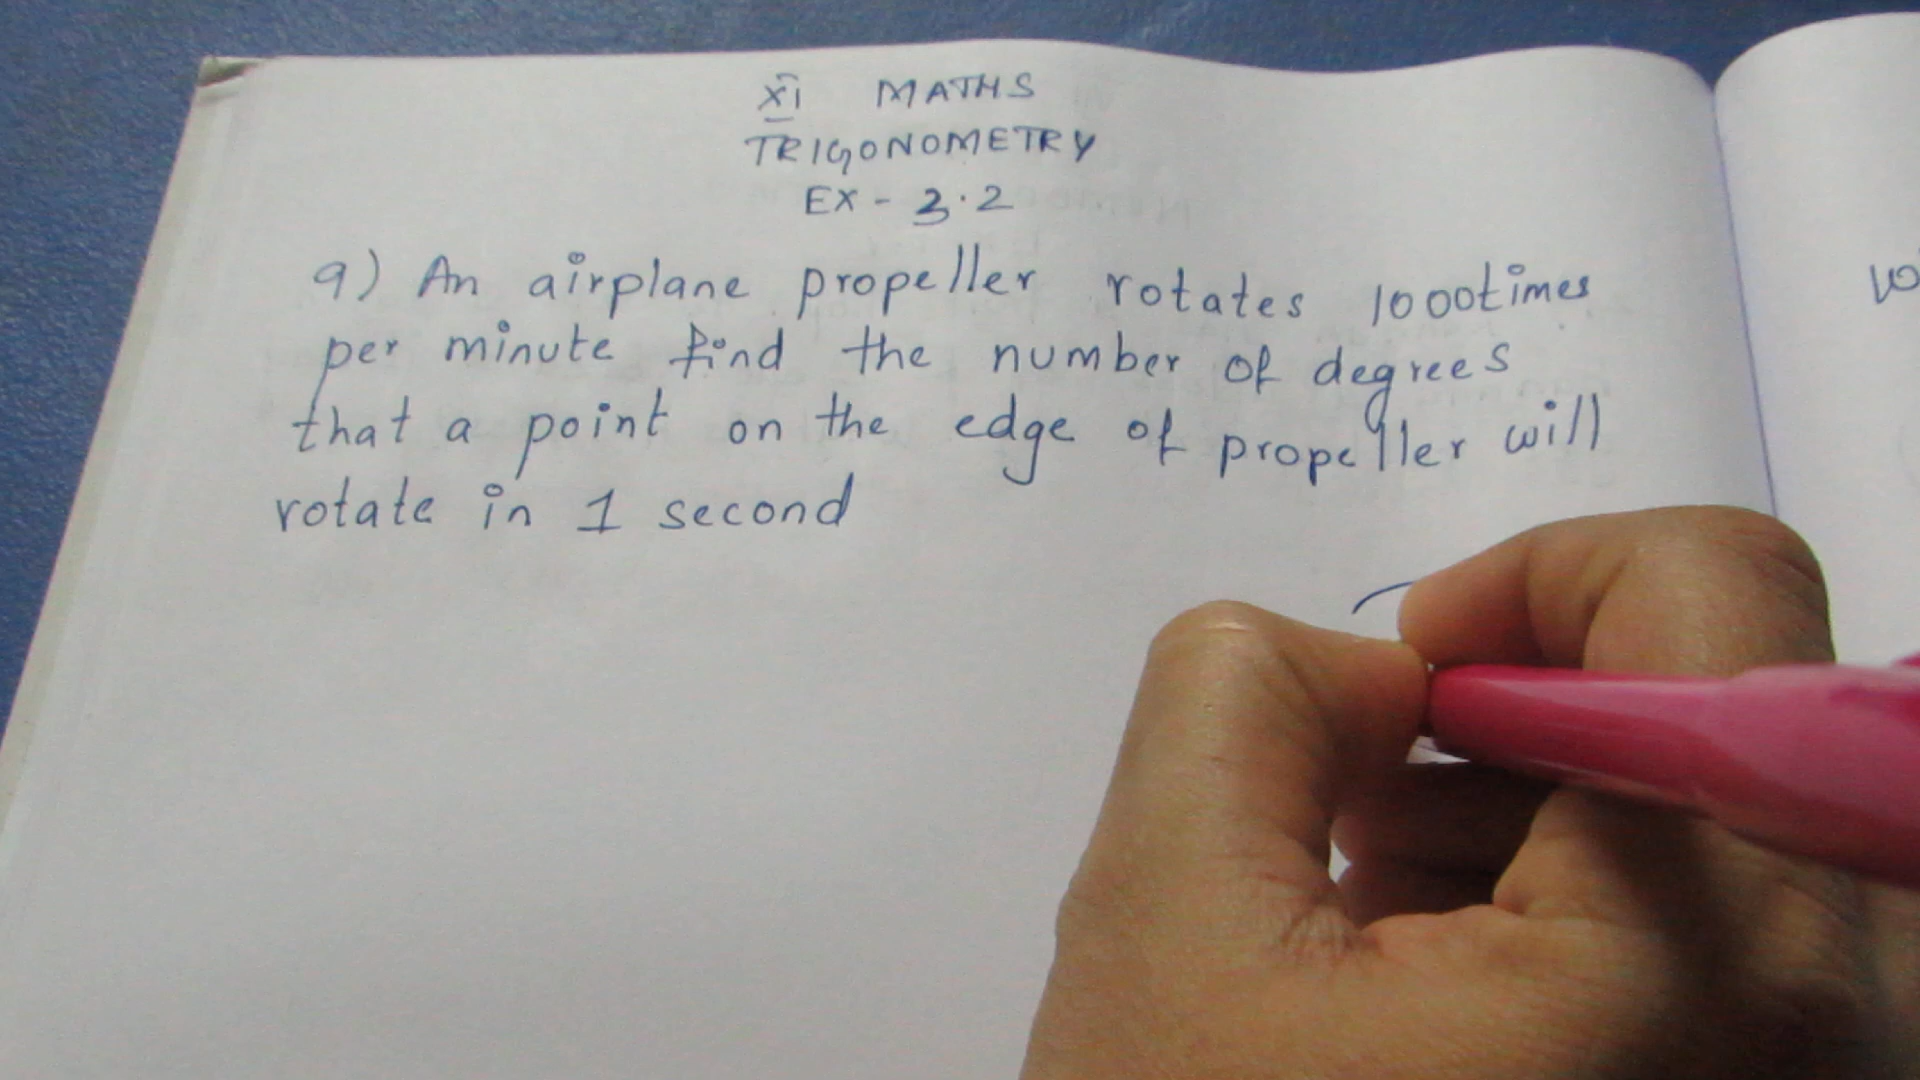 XI MATHS
TRIGONOMETRY
EX - 3.2
9) An airplane propeller rotates 1000times
per minute find the number of degrees
that a point on the edge of propeller will
rotate in 1 second